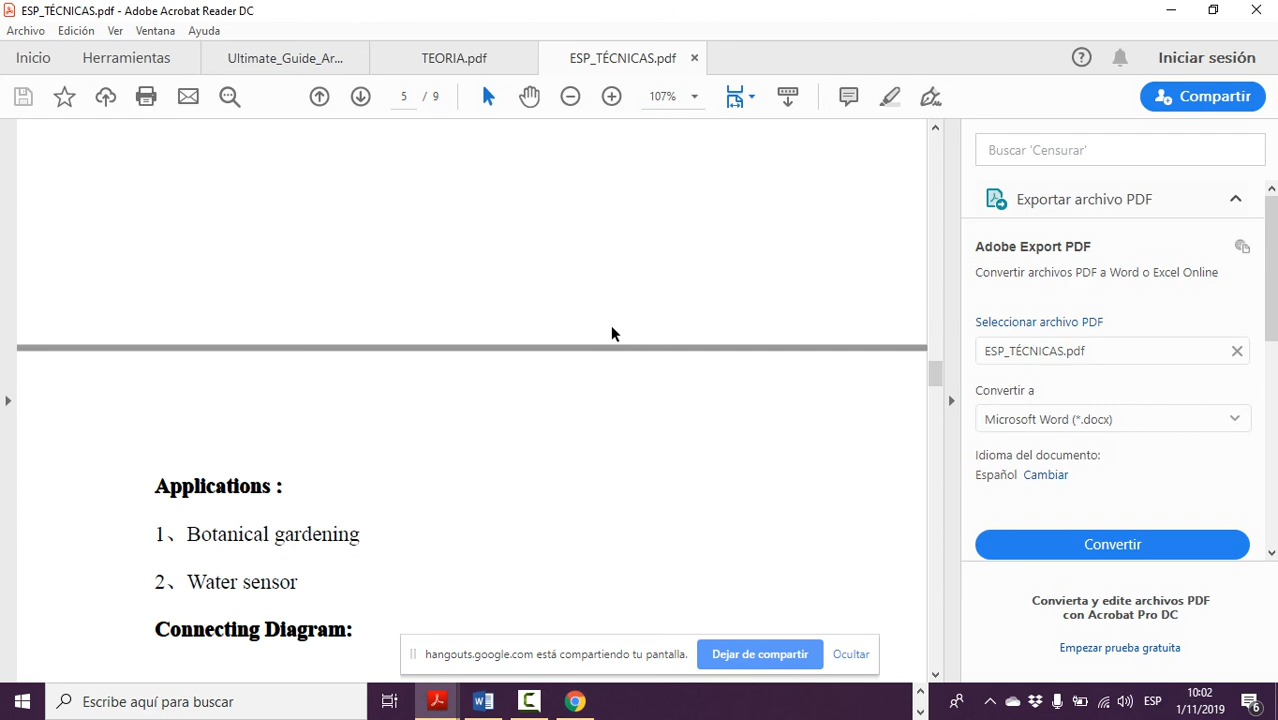 ESP_TÉCNICAS.pdf - Adobe Acrobat Reader DC
Archivo Edición Ver Ventana Ayuda
Inicio Herramientas Ultimate_Guide_Ar... TEORIA.pdf ESP_TÉCNICAS.pdf Iniciar sesión
5 / 9 107% Compartir
Buscar 'Censurar'
Exportar archivo PDF
Adobe Export PDF
Convertir archivos PDF a Word o Excel Online
Seleccionar archivo PDF
ESP_TÉCNICAS.pdf
Convertir a
Microsoft Word (*.docx)
Idioma del documento:
Español Cambiar
Convertir
Convierta y edite archivos PDF
con Acrobat Pro DC
Empezar prueba gratuita
Applications :
1、Botanical gardening
2、Water sensor
Connecting Diagram:
hangouts.google.com está compartiendo tu pantalla. Dejar de compartir Ocultar
Escribe aquí para buscar
ESP
10:02
1/11/2019
6